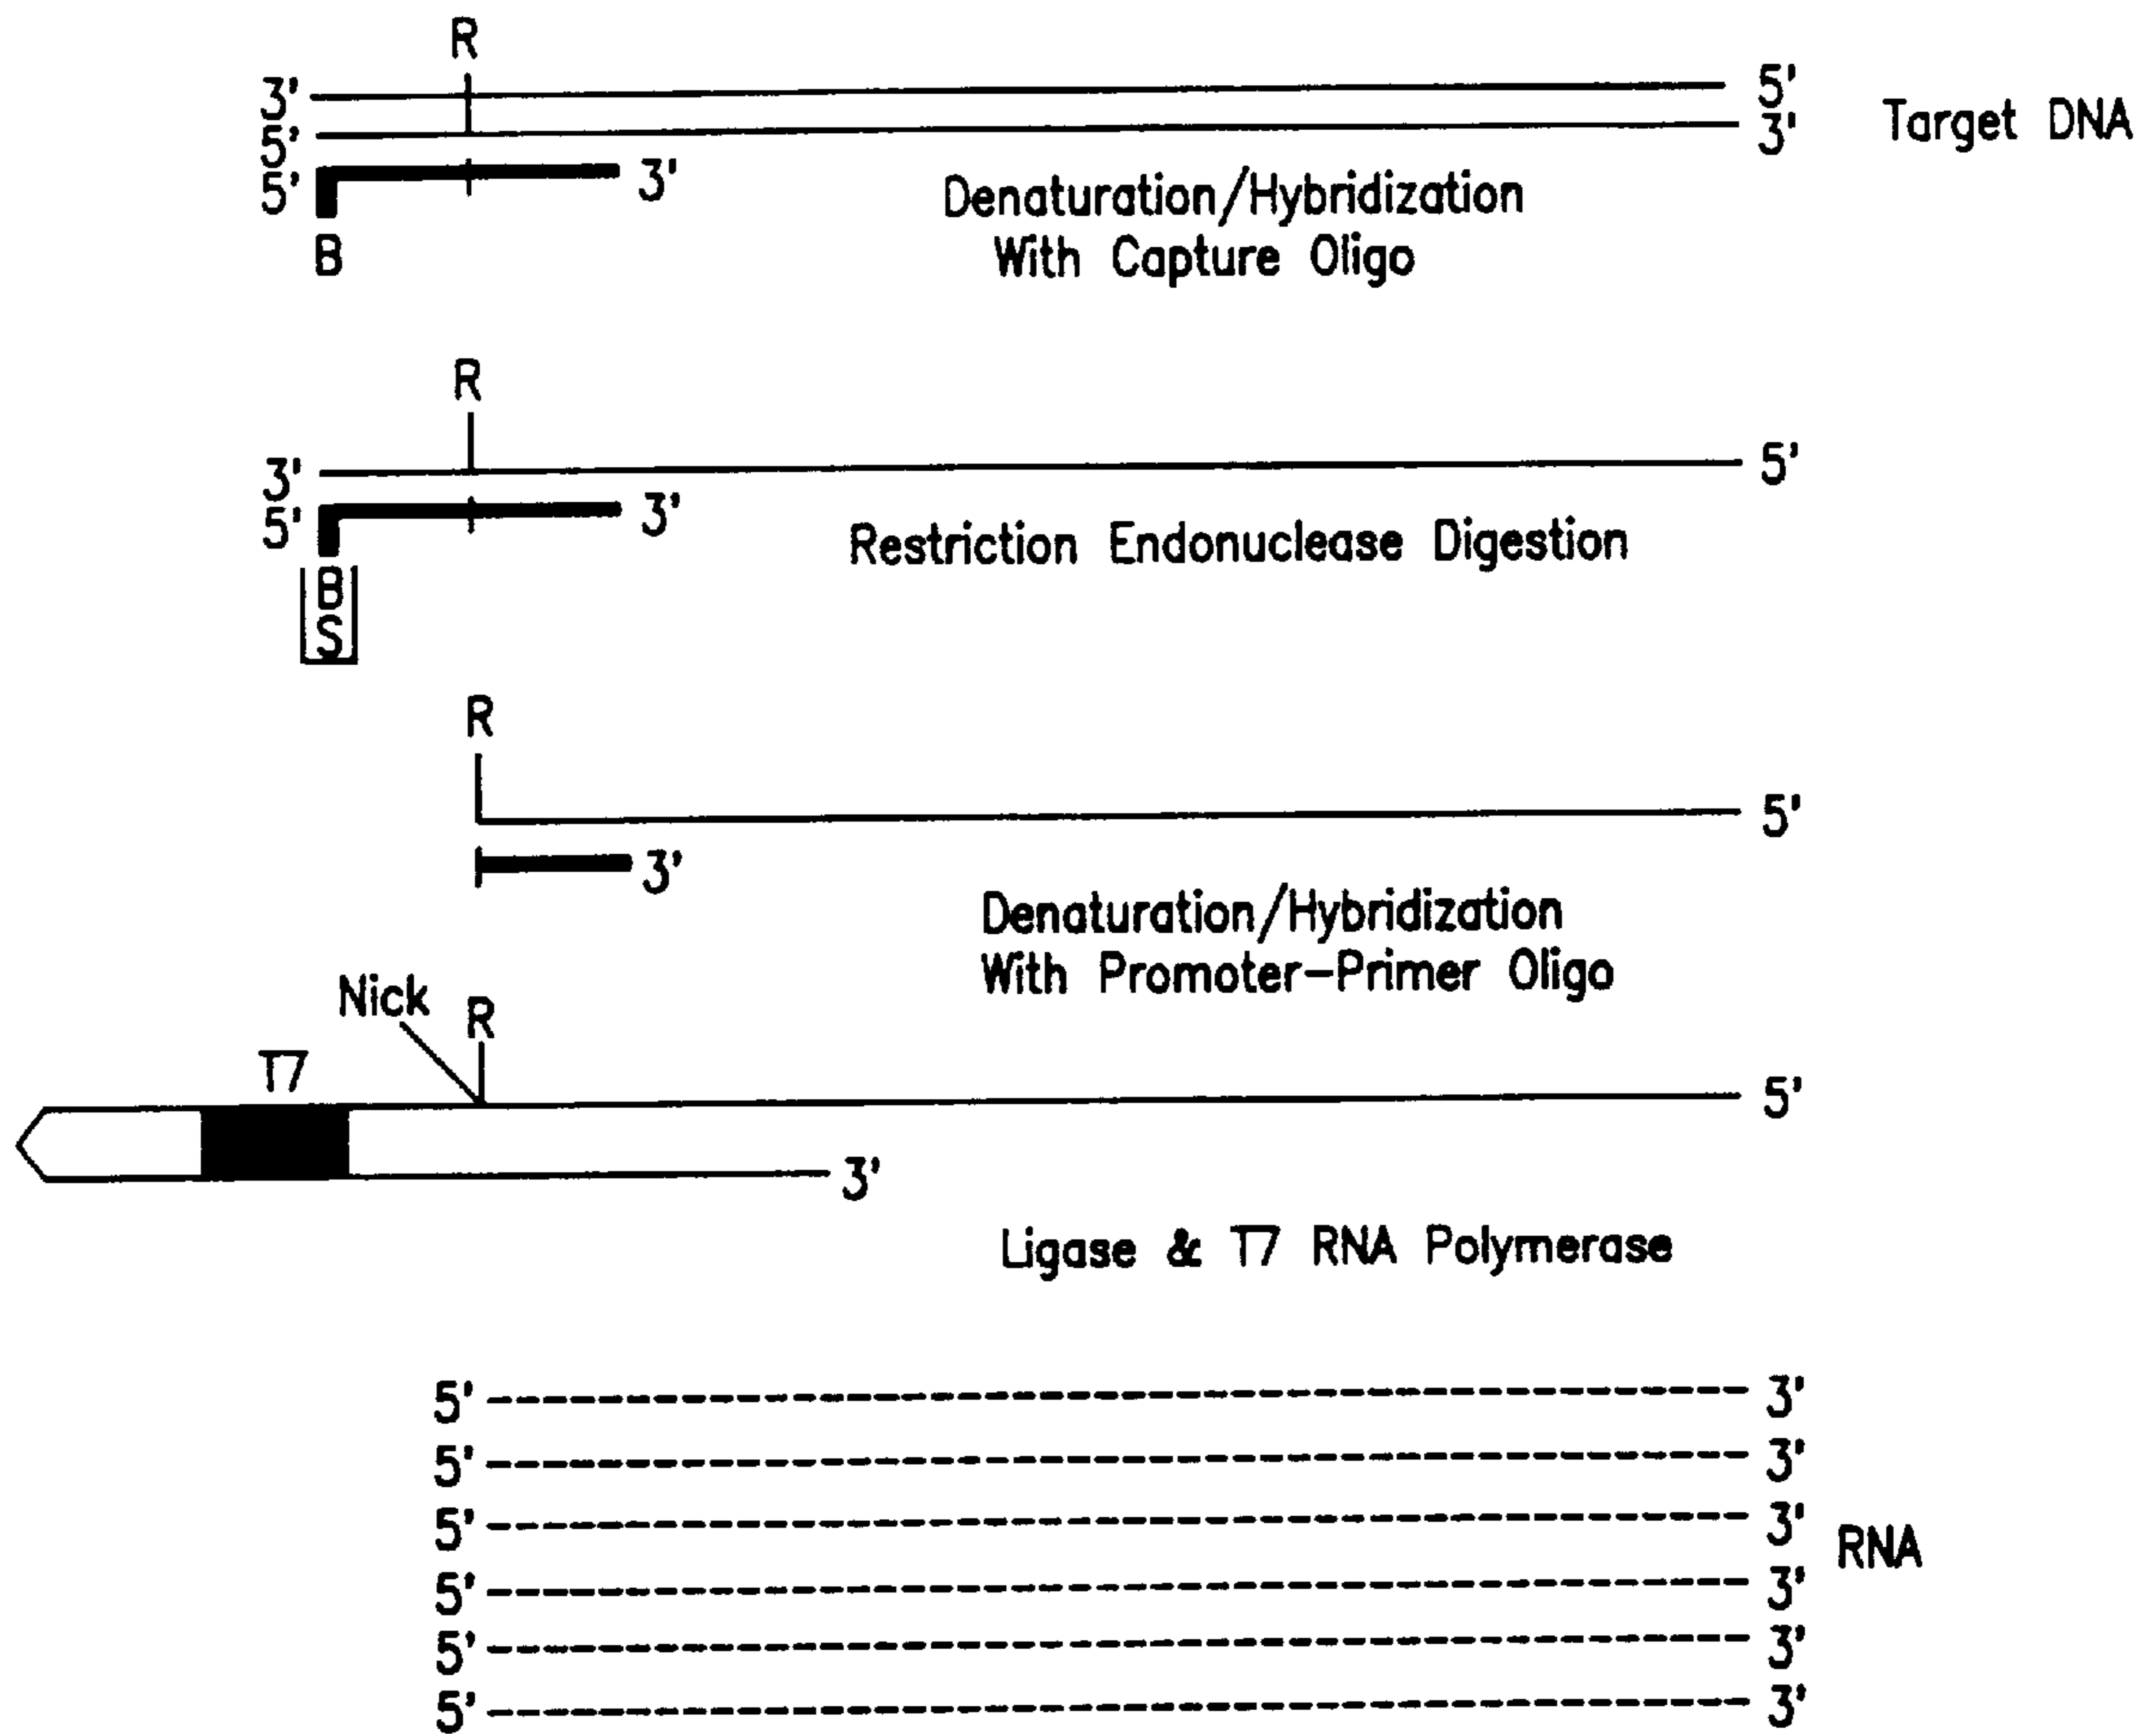 R
3' 5'
5' 3' Target DNA
5' 3'
B
Denaturation/Hybridization
With Capture Oligo
R
3' 5'
5' 3'
Restriction Endonuclease Digestion
B
S
R
5'
3'
Denaturation/Hybridization
With Promoter-Primer Oligo
Nick
R
T7
5'
3'
Ligase & T7 RNA Polymerase
5' 3'
5' 3'
5' 3'
RNA
5' 3'
5' 3'
5' 3'